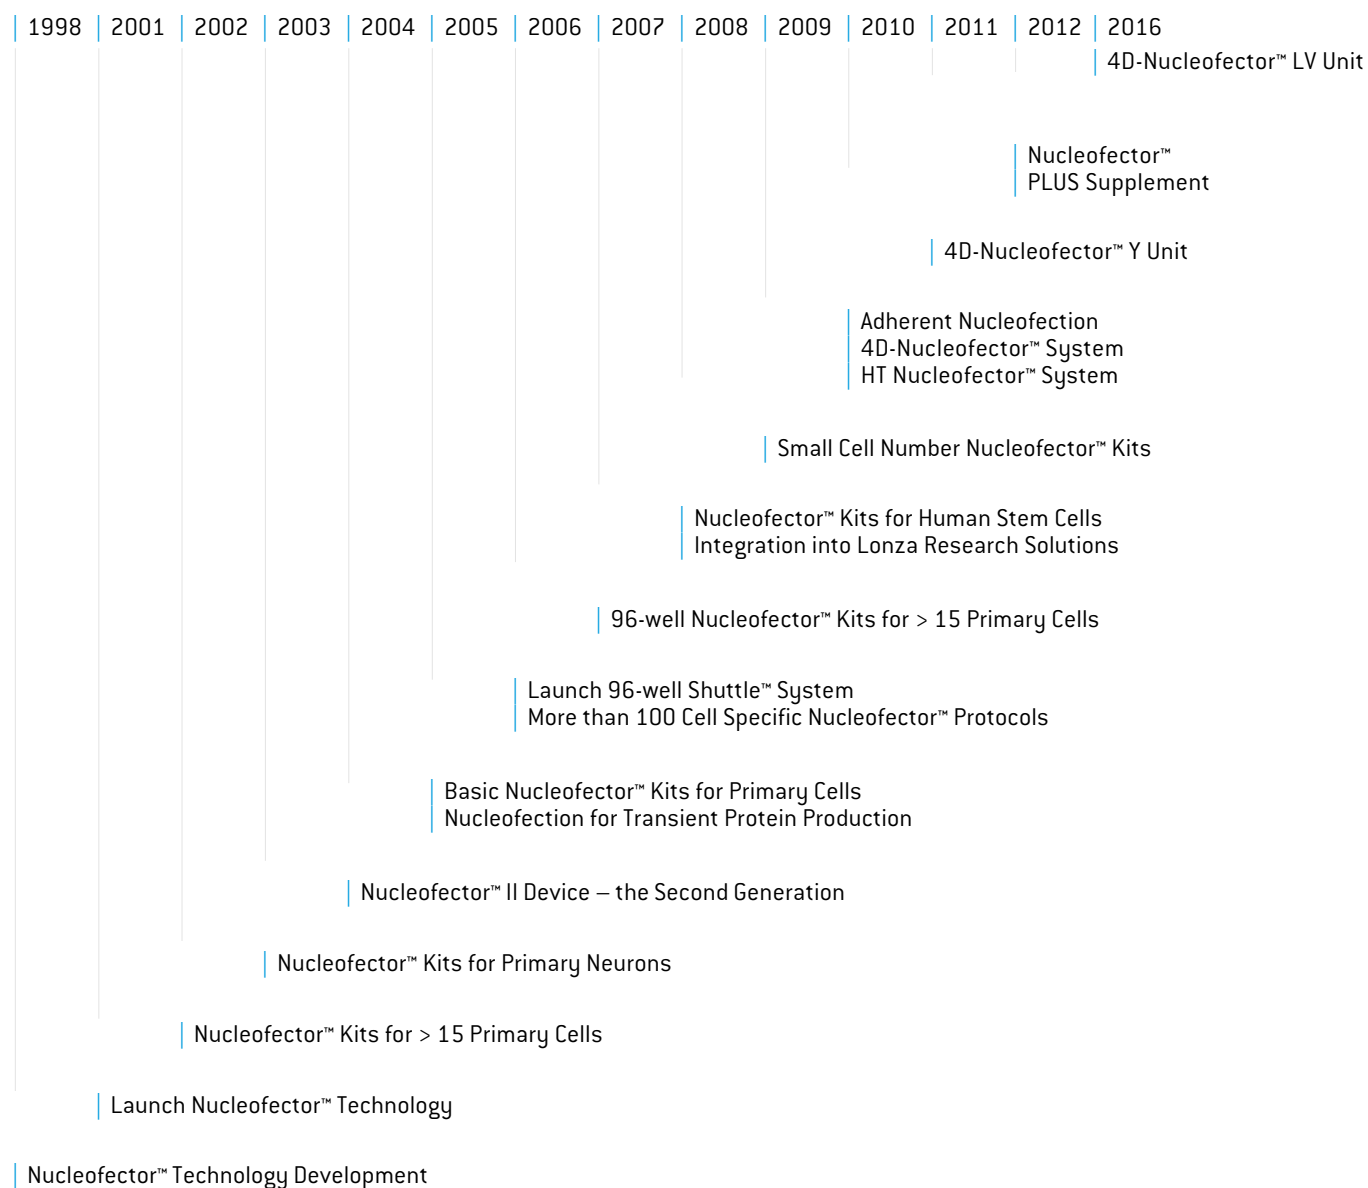 1998 2001 2002 2003 2004 2005 2006 2007 2008 2009 2010 2011 2012 2016
4D-Nucleofector™ LV Unit
Nucleofector™
PLUS Supplement
4D-Nucleofector™ Y Unit
Adherent Nucleofection
4D-Nucleofector™ System
HT Nucleofector™ System
Small Cell Number Nucleofector™ Kits
Nucleofector™ Kits for Human Stem Cells
Integration into Lonza Research Solutions
96-well Nucleofector™ Kits for > 15 Primary Cells
Launch 96-well Shuttle™ System
More than 100 Cell Specific Nucleofector™ Protocols
Basic Nucleofector™ Kits for Primary Cells
Nucleofection for Transient Protein Production
Nucleofector™ II Device – the Second Generation
Nucleofector™ Kits for Primary Neurons
Nucleofector™ Kits for > 15 Primary Cells
Launch Nucleofector™ Technology
Nucleofector™ Technology Development